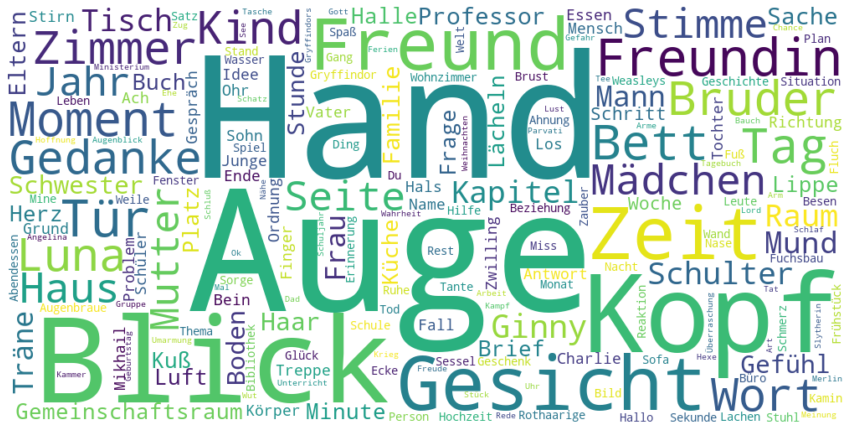 Hand
Auge
Blick
Kopf
Gesicht
Zeit
Freund
Freundin
Kind
Zimmer
Tisch
Stirn
Satz
Tasche
Gott
Spaß
Gryffindors
See
Zug
Stand
Ministerium
Wasser
Idee
Ohr
Gang
Gryffindor
Ferien
Halle
Professor
Essen
Mensch
Welt
Gefahr
Stimme
Sache
Chance
Plan
Eltern
Jahr
Buch
Gespräch
Leben
Ach
Ehe
Schatz
Hoffnung
Augenblick
Moment
Gedanke
Schwester
Stunde
Vater
Familie
Wohnzimmer
Brust
Weasleys
Tee
Geschichte
Situation
Mann
Schritt
Bruder
Richtung
Tochter
Bauch
Fluch
Arme
Tagebuch
Fuß
Tag
Bett
Mädchen
Lippe
Lächeln
Frage
Ahnung
Lust
Parvati
Weihnachten
Los
Ding
Sohn
Spiel
Junge
Ende
Nähe
Ordnung
Du
Hals
Name
Hilfe
Kapitel
Seite
Platz
Fenster
Weile
Mine
Herz
Grund
Tür
Mutter
Luna
Haus
Angelina
Abendessen
Problem
Schüler
Gruppe
Schluß
Schuljahr
Wahrheit
Finger
Frau
Erinnerung
Küche
Rest
Miss
Beziehung
Zwilling
Zauber
Woche
Leute
Arm
Lord
Besen
Schlaf
Wand
Nase
Raum
Mund
Fuchsbau
Nacht
Schulter
Antwort
Monat
Tante
Ruhe
Tod
Dad
Ok
Mal
Sorge
Bein
Augenbraue
Träne
Mikhail
Geburtstag
Umarmung
Thema
Haar
Boden
Bibliothek
Schule
Arbeit
Kampf
Fall
Ginny
Brief
Charlie
Sofa
Reaktion
Hexe
Überraschung
Tat
Art
Schmerz
Slytherin
Frühstück
Gefühl
Büro
Merlin
Wort
Kuß
Luft
Glück
Treppe
Krieg
Ecke
Sessel
Geschenk
Freude
Uhr
Bild
Kammer
Wut
Unterricht
Stück
Gemeinschaftsraum
Körper
Minute
Person
Hochzeit
Rede
Rothaarige
Hallo
Sekunde
Lachen
Stuhl
Kamin
Meinung